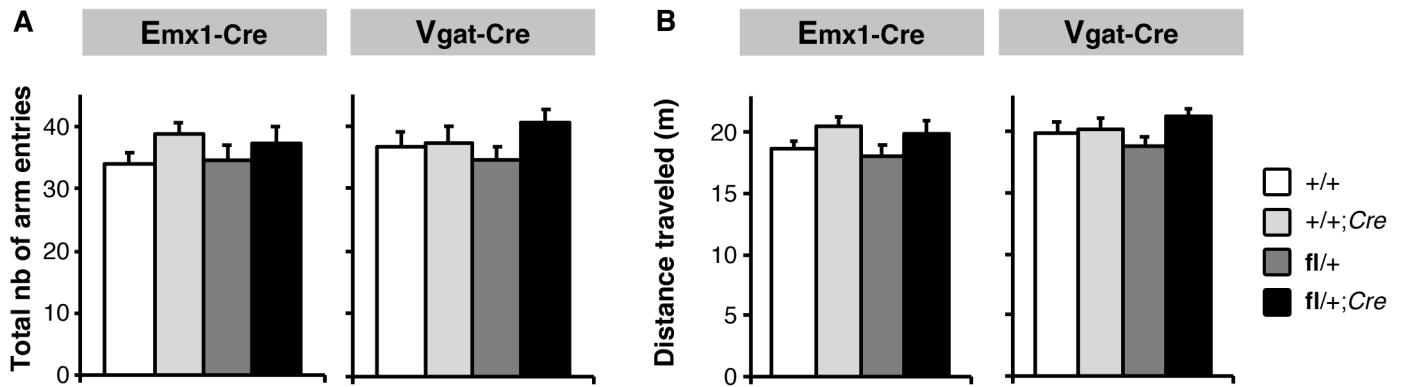 A
Emx1-Cre
Vgat-Cre
Total nb of arm entries
40
30
20
10
0
B
Emx1-Cre
Vgat-Cre
Distance traveled (m)
20
15
10
5
0
+/+
+/+;Cre
fl/+
fl/+;Cre